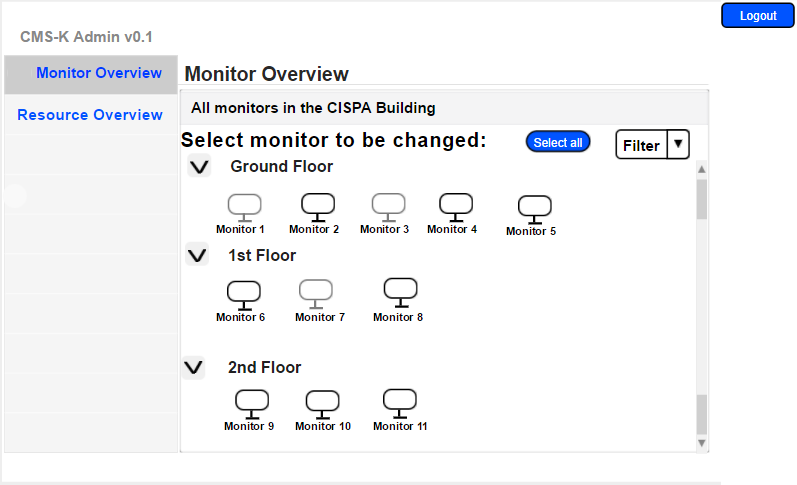 Logout
CMS-K Admin v0.1
Monitor Overview
Resource Overview
Monitor Overview
All monitors in the CISPA Building
Select monitor to be changed:
Select all
Filter
Ground Floor
Monitor 1 Monitor 2 Monitor 3 Monitor 4 Monitor 5
1st Floor
Monitor 6 Monitor 7 Monitor 8
2nd Floor
Monitor 9 Monitor 10 Monitor 11